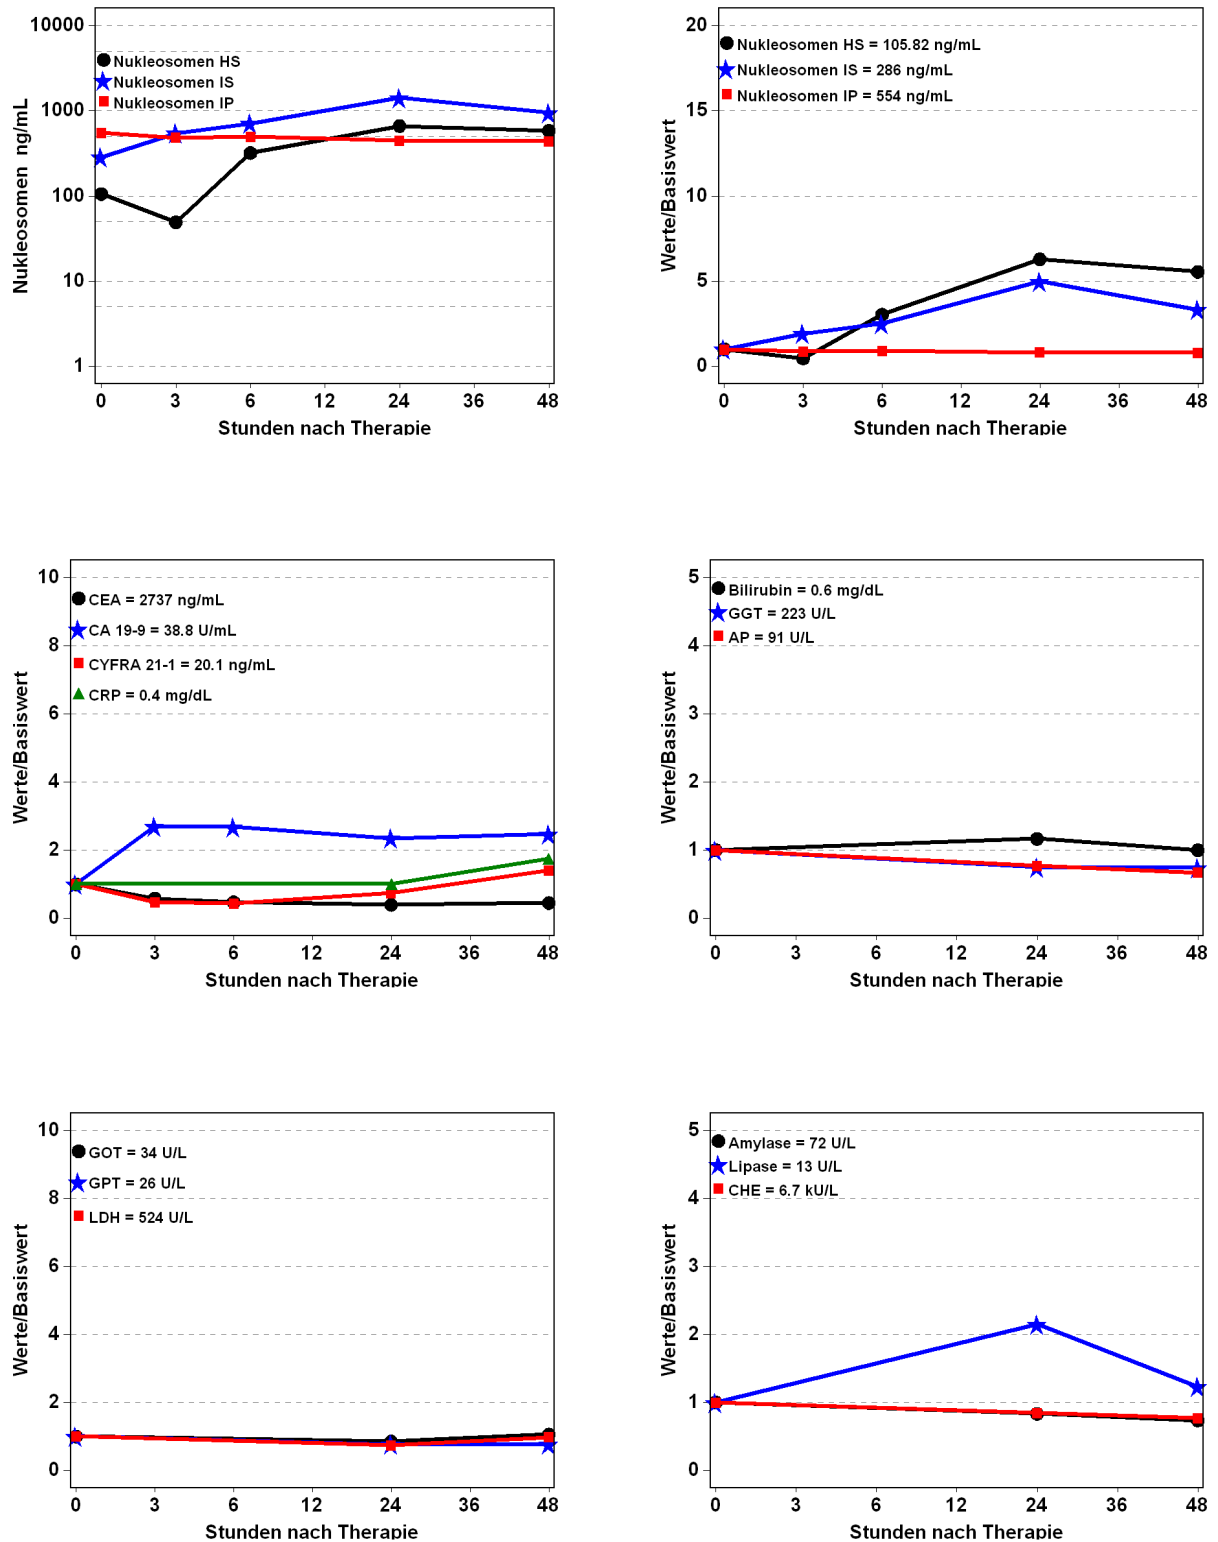 10000
1000
100
10
1
Nukleosomen ng/mL
Nukleosomen HS
Nukleosomen IS
Nukleosomen IP
0 3 6 12 24 36 48
Stunden nach Therapie
20
15
10
5
0
Werte/Basiswert
Nukleosomen HS = 105.82 ng/mL
Nukleosomen IS = 286 ng/mL
Nukleosomen IP = 554 ng/mL
0 3 6 12 24 36 48
Stunden nach Therapie
10
8
6
4
2
0
Werte/Basiswert
CEA = 2737 ng/mL
CA 19-9 = 38.8 U/mL
CYFRA 21-1 = 20.1 ng/mL
CRP = 0.4 mg/dL
0 3 6 12 24 36 48
Stunden nach Therapie
5
4
3
2
1
0
Werte/Basiswert
Bilirubin = 0.6 mg/dL
GGT = 223 U/L
AP = 91 U/L
0 3 6 12 24 36 48
Stunden nach Therapie
10
8
6
4
2
0
Werte/Basiswert
GOT = 34 U/L
GPT = 26 U/L
LDH = 524 U/L
0 3 6 12 24 36 48
Stunden nach Therapie
5
4
3
2
1
0
Werte/Basiswert
Amylase = 72 U/L
Lipase = 13 U/L
CHE = 6.7 kU/L
0 3 6 12 24 36 48
Stunden nach Therapie